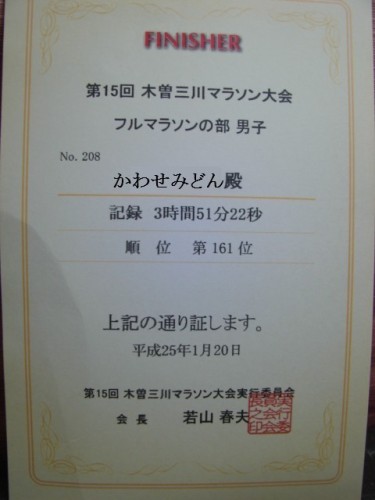 FINISHER
第15回 木曽三川マラソン大会
フルマラソンの部 男子
No. 208
かわせみどん殿
記録 3時間51分22秒
順 位 第 161 位
上記の通り証します。
平成25年1月20日
第15回 木曽三川マラソン大会実行委員会
会 長 若山 春夫